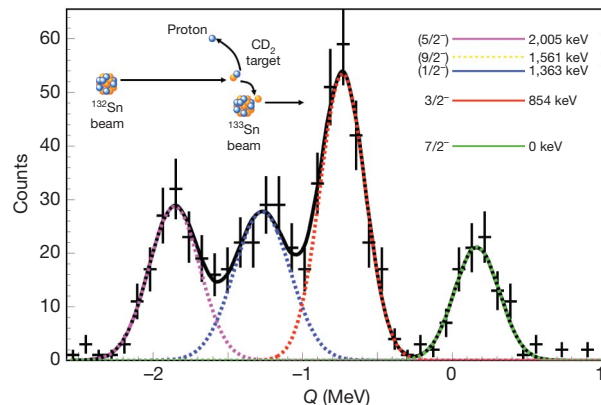 Counts
60
50
40
30
20
10
0
Proton
CD₂
target
¹³²Sn
beam
¹³³Sn
beam
(5/2⁻) 2,005 keV
(9/2⁻) 1,561 keV
(1/2⁻) 1,363 keV
3/2⁻ 854 keV
7/2⁻ 0 keV
−2 −1 0 1
Q (MeV)